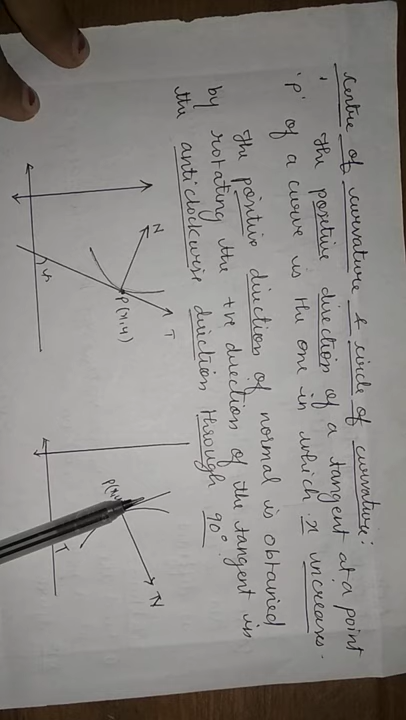 Centre of curvature & circle of curvature:
The positive direction of a tangent at a point
'P' of a curve is the one in which x increases.
The positive direction of normal is obtained
by rotating the +ve direction of the tangent in
the anticlockwise direction through 90°.
N
P(x,y)
T
ψ
N
T